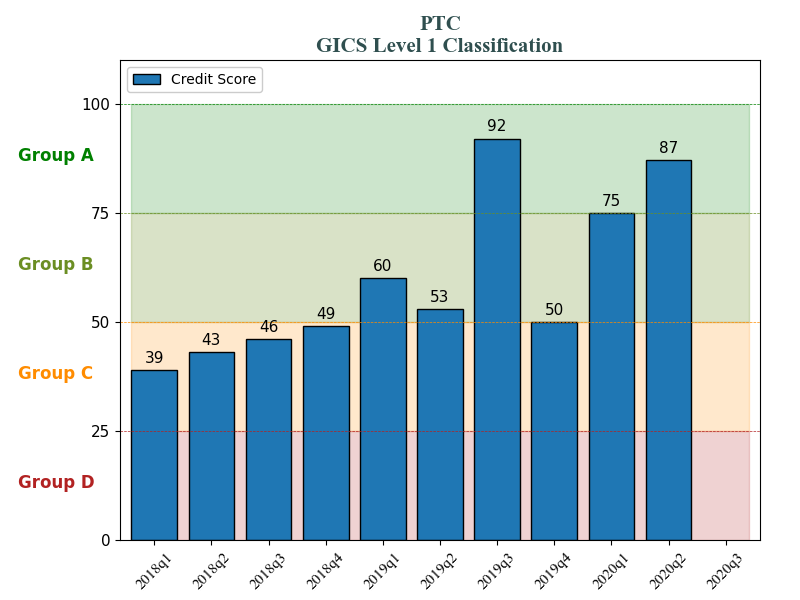 PTC
GICS Level 1 Classification
Credit Score
100
75
50
25
0
Group A
Group B
Group C
Group D
39
43
46
49
60
53
92
50
75
87
2018q1
2018q2
2018q3
2018q4
2019q1
2019q2
2019q3
2019q4
2020q1
2020q2
2020q3